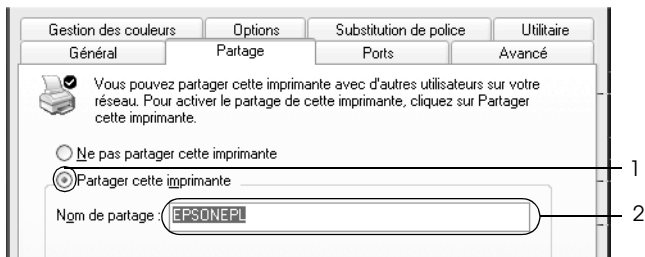 Gestion des couleurs Options Substitution de police Utilitaire
Général Partage Ports Avancé
Vous pouvez partager cette imprimante avec d'autres utilisateurs sur votre
réseau. Pour activer le partage de cette imprimante, cliquez sur Partager
cette imprimante.
Ne pas partager cette imprimante
Partager cette imprimante 1
Nom de partage : EPSONEPL 2